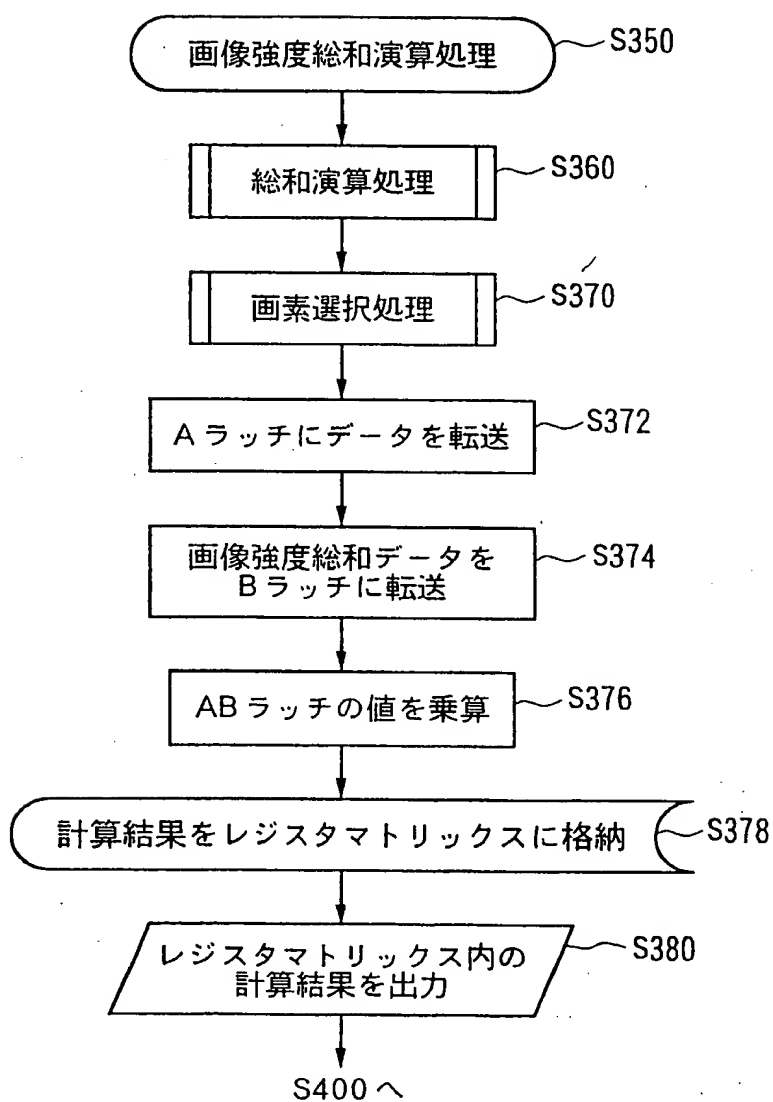 画像強度総和演算処理
S350
総和演算処理
S360
画素選択処理
S370
Aラッチにデータを転送
S372
画像強度総和データを
Bラッチに転送
S374
ABラッチの値を乗算
S376
計算結果をレジスタマトリックスに格納
S378
レジスタマトリックス内の
計算結果を出力
S380
S400へ